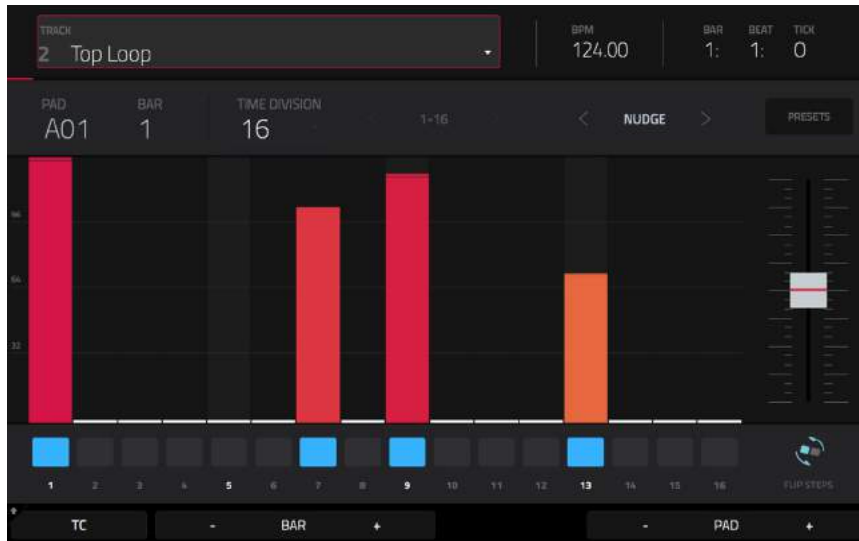 TRACK BPM BAR BEAT TICK
2 Top Loop 124.00 1: 1: 0
PAD BAR TIME DIVISION
A01 1 16 1-16 < NUDGE > PRESETS
96
64
32
1 2 3 4 5 6 7 8 9 10 11 12 13 14 15 16 FLIP STEPS
TC - BAR + - PAD +